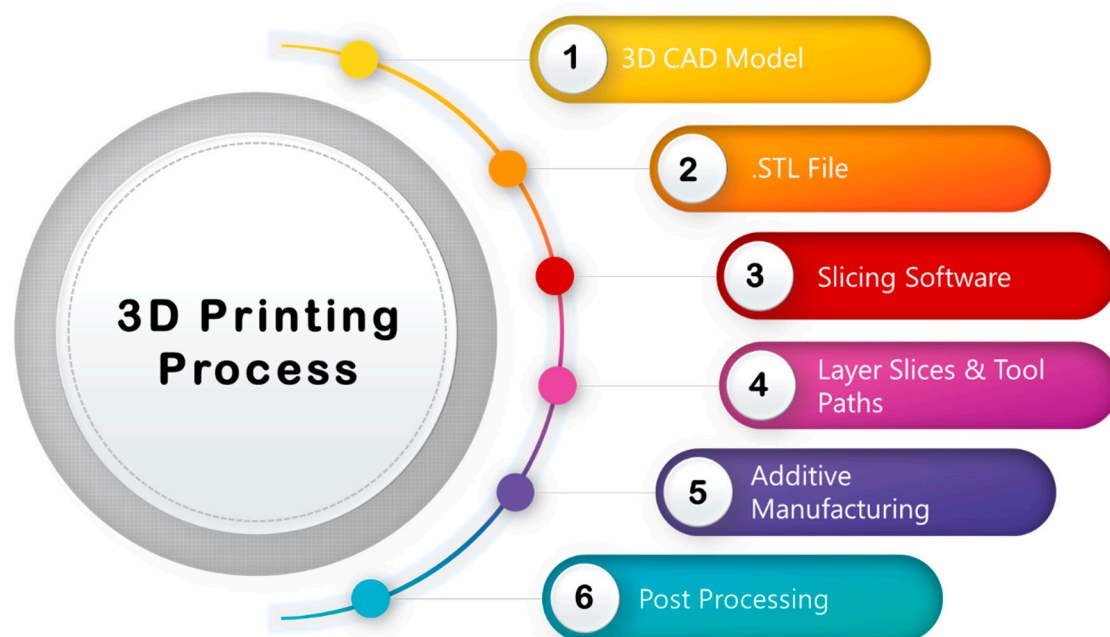 3D Printing
Process
1
3D CAD Model
2
.STL File
3
Slicing Software
4
Layer Slices & Tool
Paths
5
Additive
Manufacturing
6
Post Processing